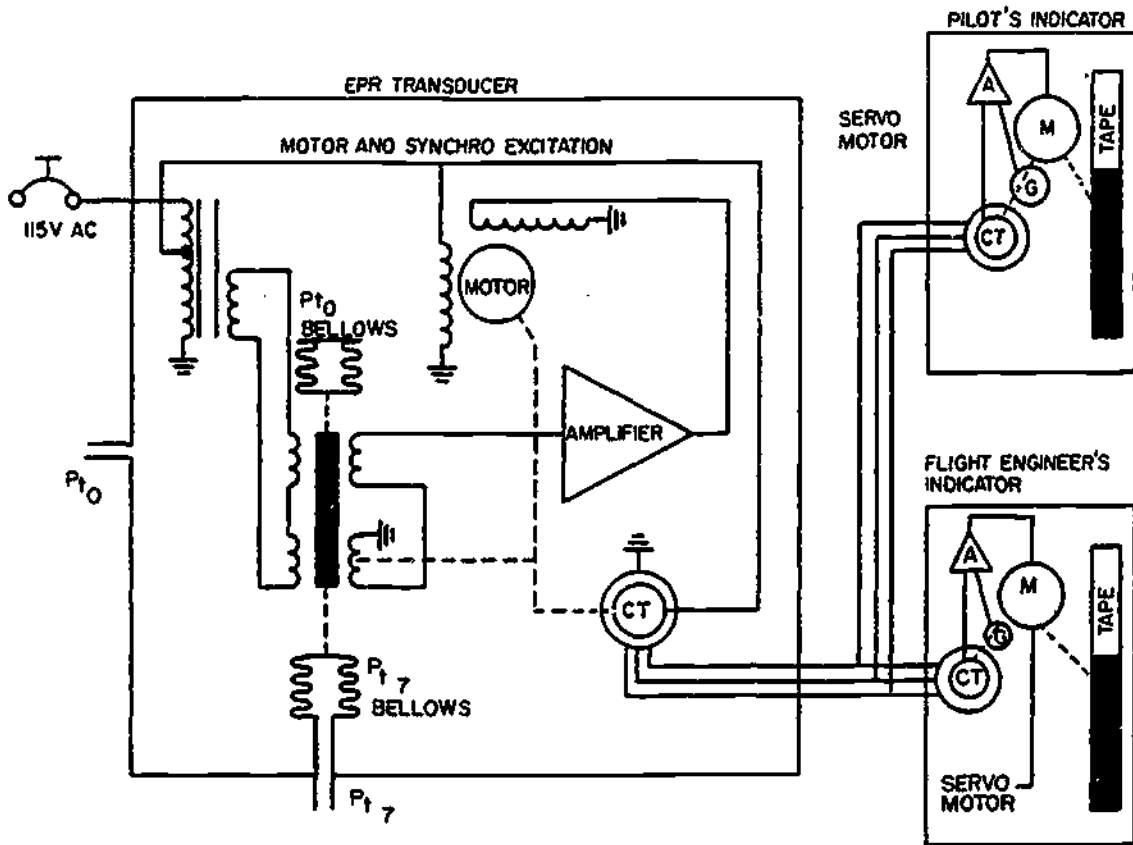 PILOT'S INDICATOR
EPR TRANSDUCER
A
SERVO
MOTOR
M
TAPE
MOTOR AND SYNCHRO EXCITATION
G
115V AC
CT
MOTOR
Pt0
BELLOWS
AMPLIFIER
Pt0
FLIGHT ENGINEER'S
INDICATOR
A
M
TAPE
G
CT
CT
Pt7
BELLOWS
SERVO
MOTOR
Pt7